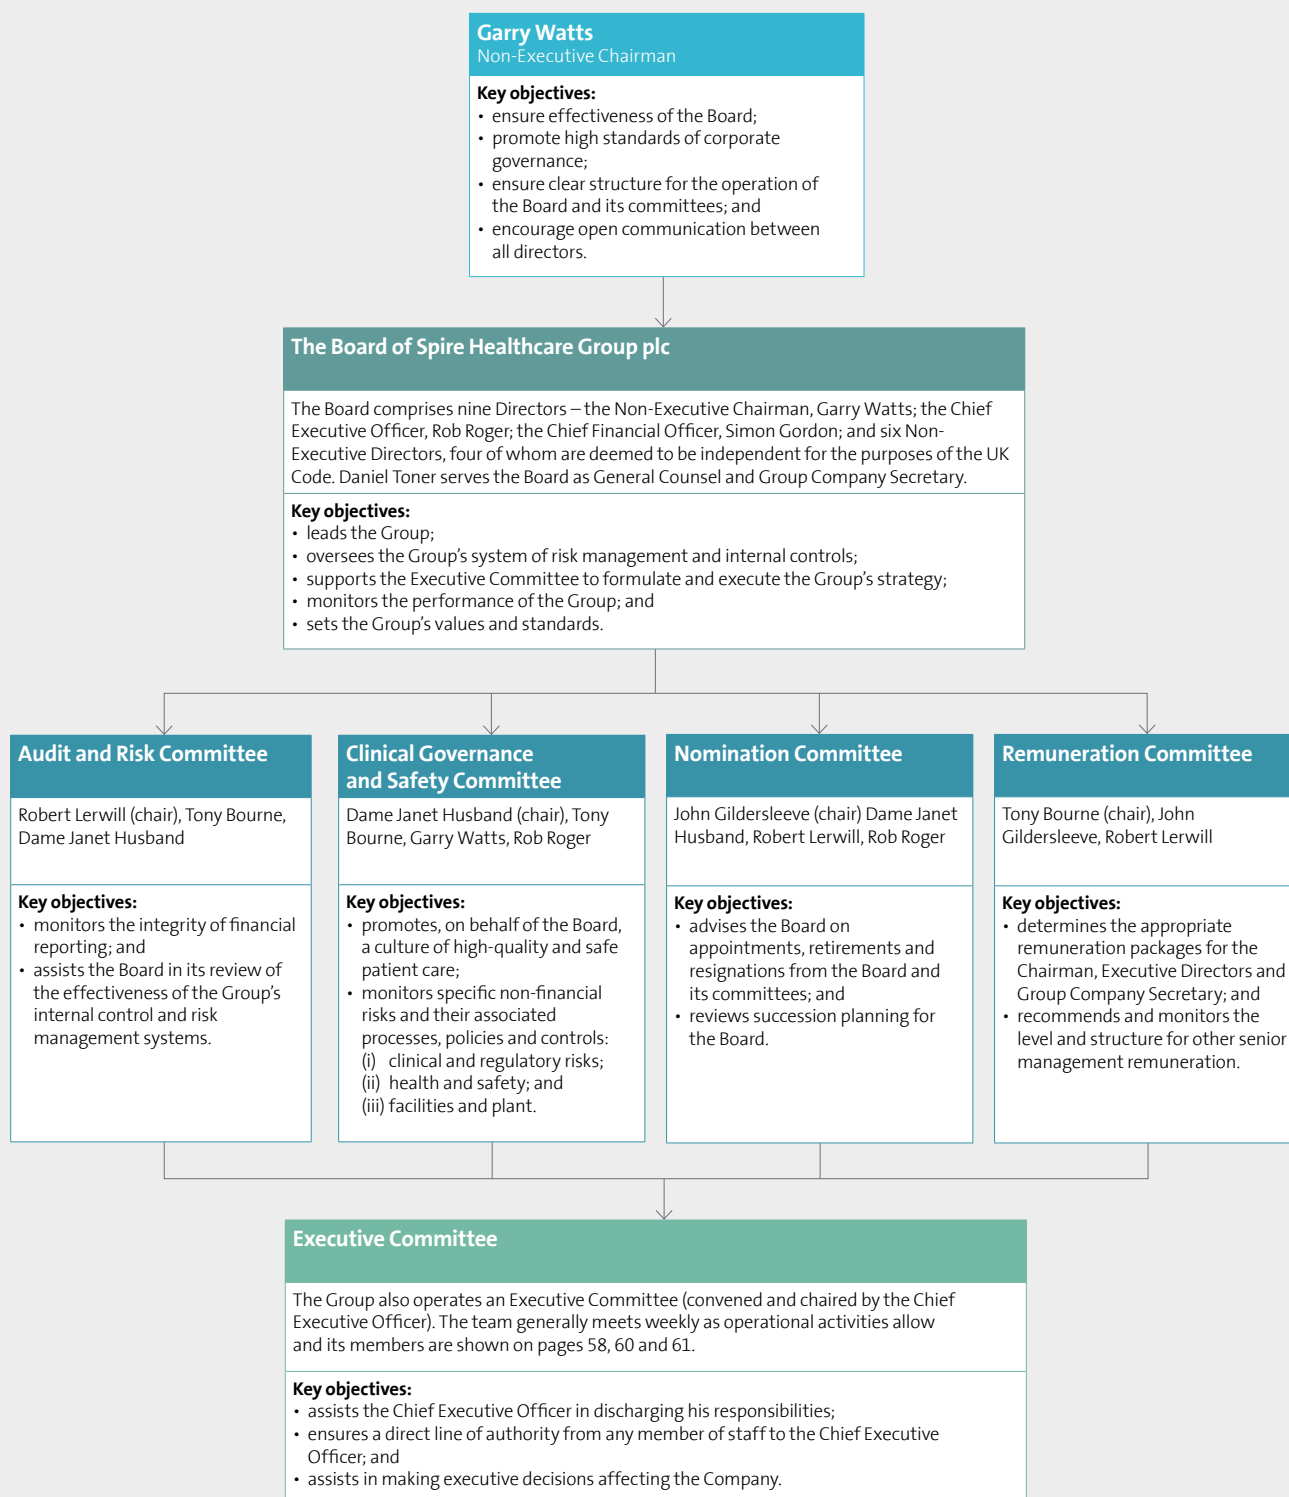 Garry Watts
Non-Executive Chairman
Key objectives:
• ensure effectiveness of the Board;
• promote high standards of corporate
governance;
• ensure clear structure for the operation of
the Board and its committees; and
• encourage open communication between
all directors.
The Board of Spire Healthcare Group plc
The Board comprises nine Directors – the Non-Executive Chairman, Garry Watts; the Chief
Executive Officer, Rob Roger; the Chief Financial Officer, Simon Gordon; and six Non-
Executive Directors, four of whom are deemed to be independent for the purposes of the UK
Code. Daniel Toner serves the Board as General Counsel and Group Company Secretary.
Key objectives:
• leads the Group;
• oversees the Group's system of risk management and internal controls;
• supports the Executive Committee to formulate and execute the Group's strategy;
• monitors the performance of the Group; and
• sets the Group's values and standards.
Audit and Risk Committee
Robert Lerwill (chair), Tony Bourne,
Dame Janet Husband
Key objectives:
• monitors the integrity of financial
reporting; and
• assists the Board in its review of
the effectiveness of the Group's
internal control and risk
management systems.
Clinical Governance
and Safety Committee
Dame Janet Husband (chair), Tony
Bourne, Garry Watts, Rob Roger
Key objectives:
• promotes, on behalf of the Board,
a culture of high-quality and safe
patient care;
• monitors specific non-financial
risks and their associated
processes, policies and controls:
(i) clinical and regulatory risks;
(ii) health and safety; and
(iii) facilities and plant.
Nomination Committee
John Gildersleeve (chair) Dame Janet
Husband, Robert Lerwill, Rob Roger
Key objectives:
• advises the Board on
appointments, retirements and
resignations from the Board and
its committees; and
• reviews succession planning for
the Board.
Remuneration Committee
Tony Bourne (chair), John
Gildersleeve, Robert Lerwill
Key objectives:
• determines the appropriate
remuneration packages for the
Chairman, Executive Directors and
Group Company Secretary; and
• recommends and monitors the
level and structure for other senior
management remuneration.
Executive Committee
The Group also operates an Executive Committee (convened and chaired by the Chief
Executive Officer). The team generally meets weekly as operational activities allow
and its members are shown on pages 58, 60 and 61.
Key objectives:
• assists the Chief Executive Officer in discharging his responsibilities;
• ensures a direct line of authority from any member of staff to the Chief Executive
Officer; and
• assists in making executive decisions affecting the Company.